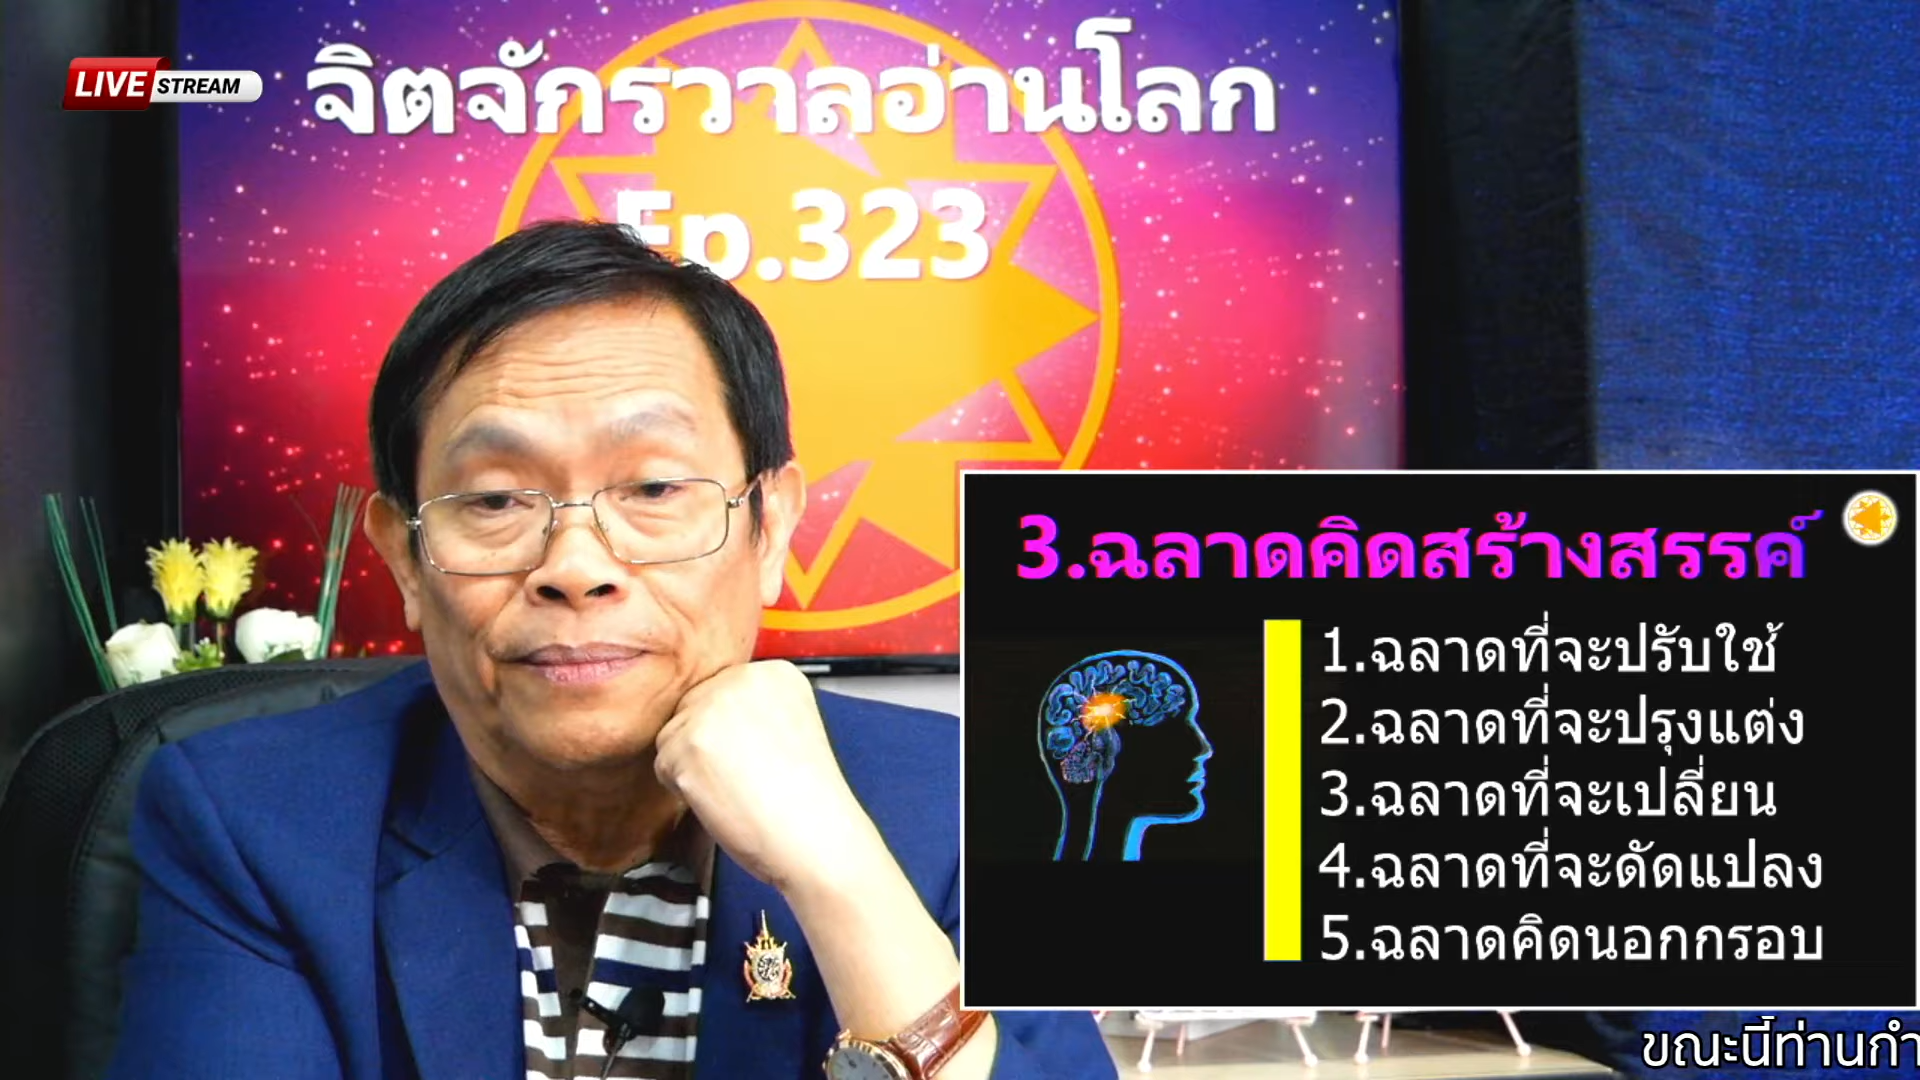 LIVE STREAM
จิตจักรวาลอ่านโลก
Ep.323
3.ฉลาดคิดสร้างสรรค์
1.ฉลาดที่จะปรับใช้
2.ฉลาดที่จะปรุงแต่ง
3.ฉลาดที่จะเปลี่ยน
4.ฉลาดที่จะดัดแปลง
5.ฉลาดคิดนอกกรอบ
ขณะนี้ท่านกำ